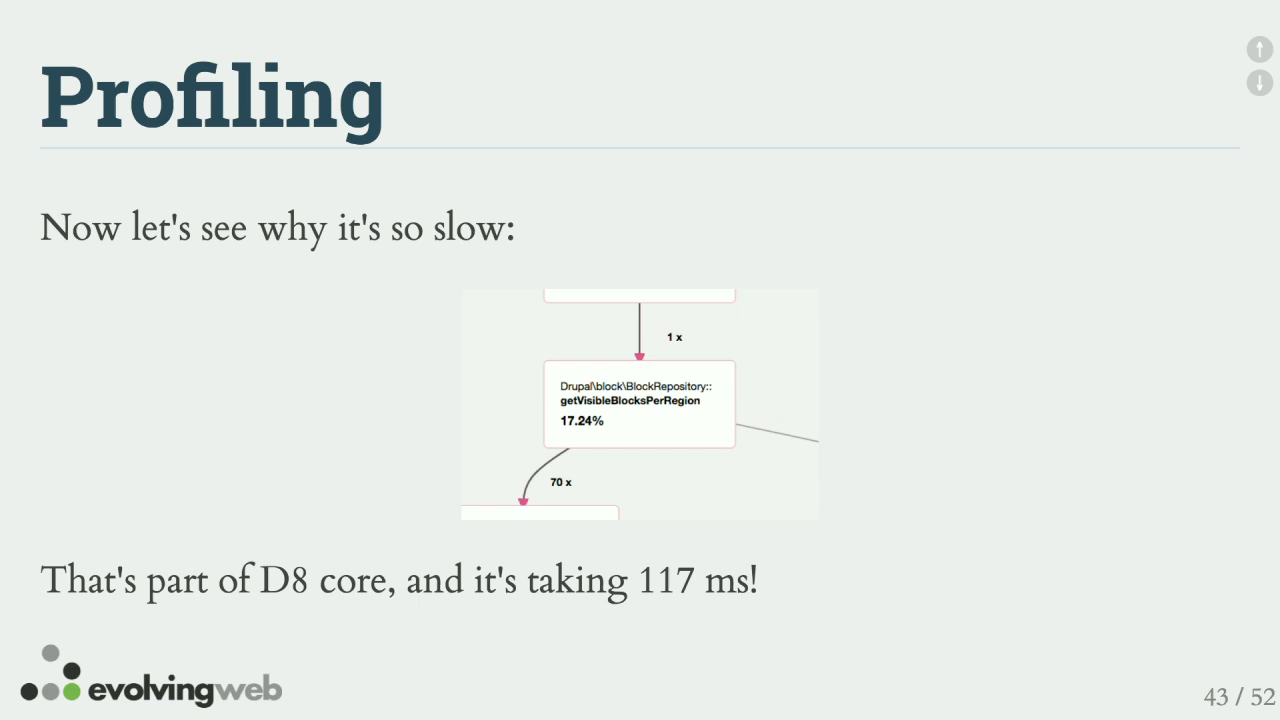 Profiling
Now let's see why it's so slow:
1 x
Drupal\block\BlockRepository::
getVisibleBlocksPerRegion
17.24%
70 x
That's part of D8 core, and it's taking 117 ms!
evolvingweb
43 / 52